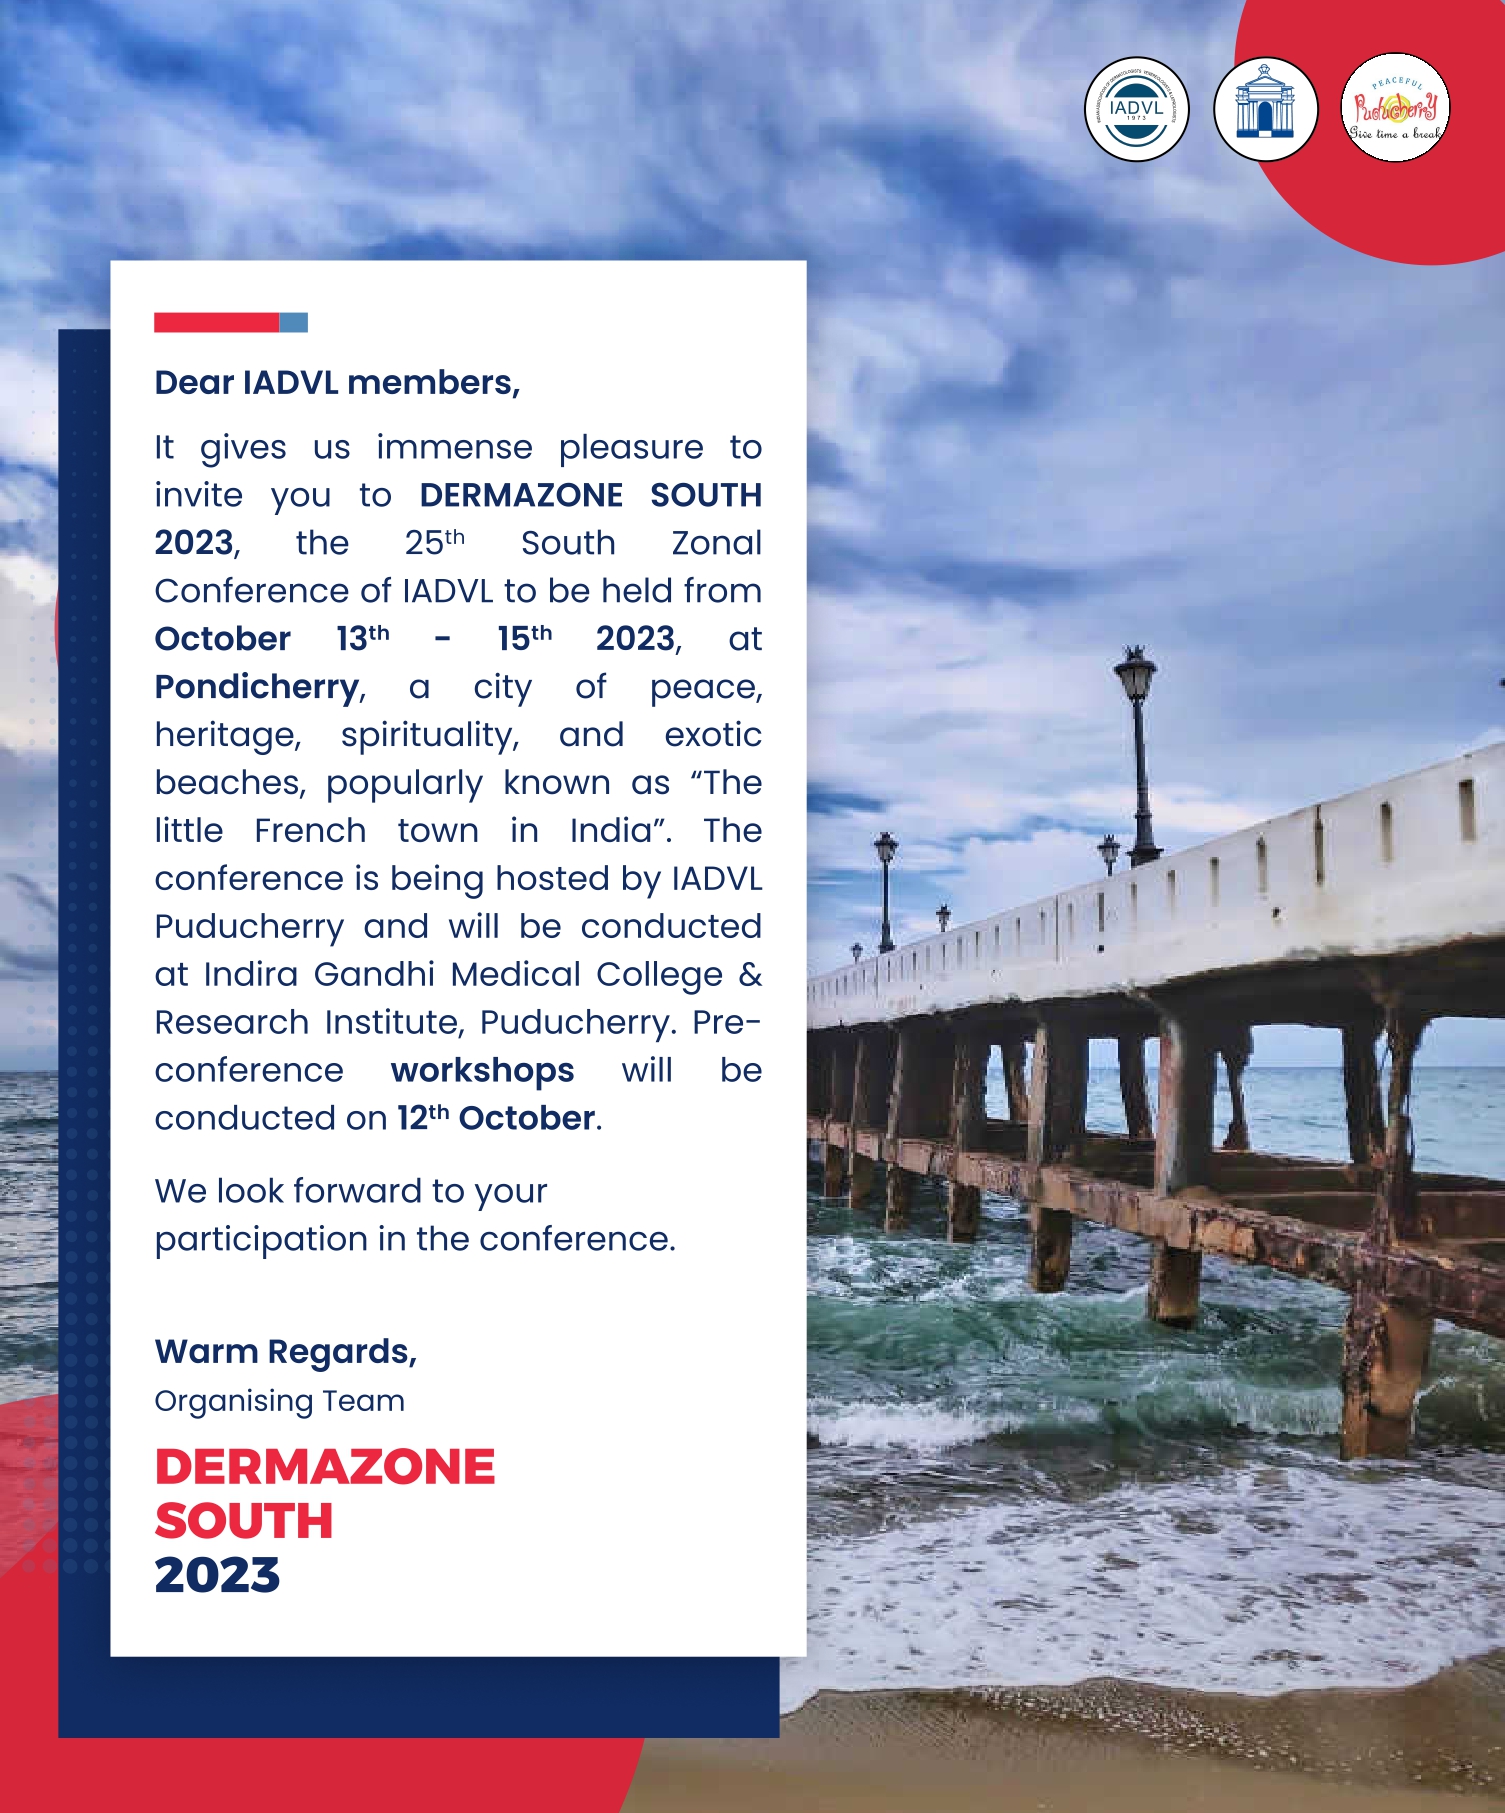 IADVL
1973
PEACEFUL
Puducherry
Give time a break
Dear IADVL members,
It gives us immense pleasure to
invite you to DERMAZONE SOUTH
2023, the 25th South Zonal
Conference of IADVL to be held from
October 13th - 15th 2023, at
Pondicherry, a city of peace,
heritage, spirituality, and exotic
beaches, popularly known as “The
little French town in India”. The
conference is being hosted by IADVL
Puducherry and will be conducted
at Indira Gandhi Medical College &
Research Institute, Puducherry. Pre-
conference workshops will be
conducted on 12th October.
We look forward to your
participation in the conference.
Warm Regards,
Organising Team
DERMAZONE
SOUTH
2023